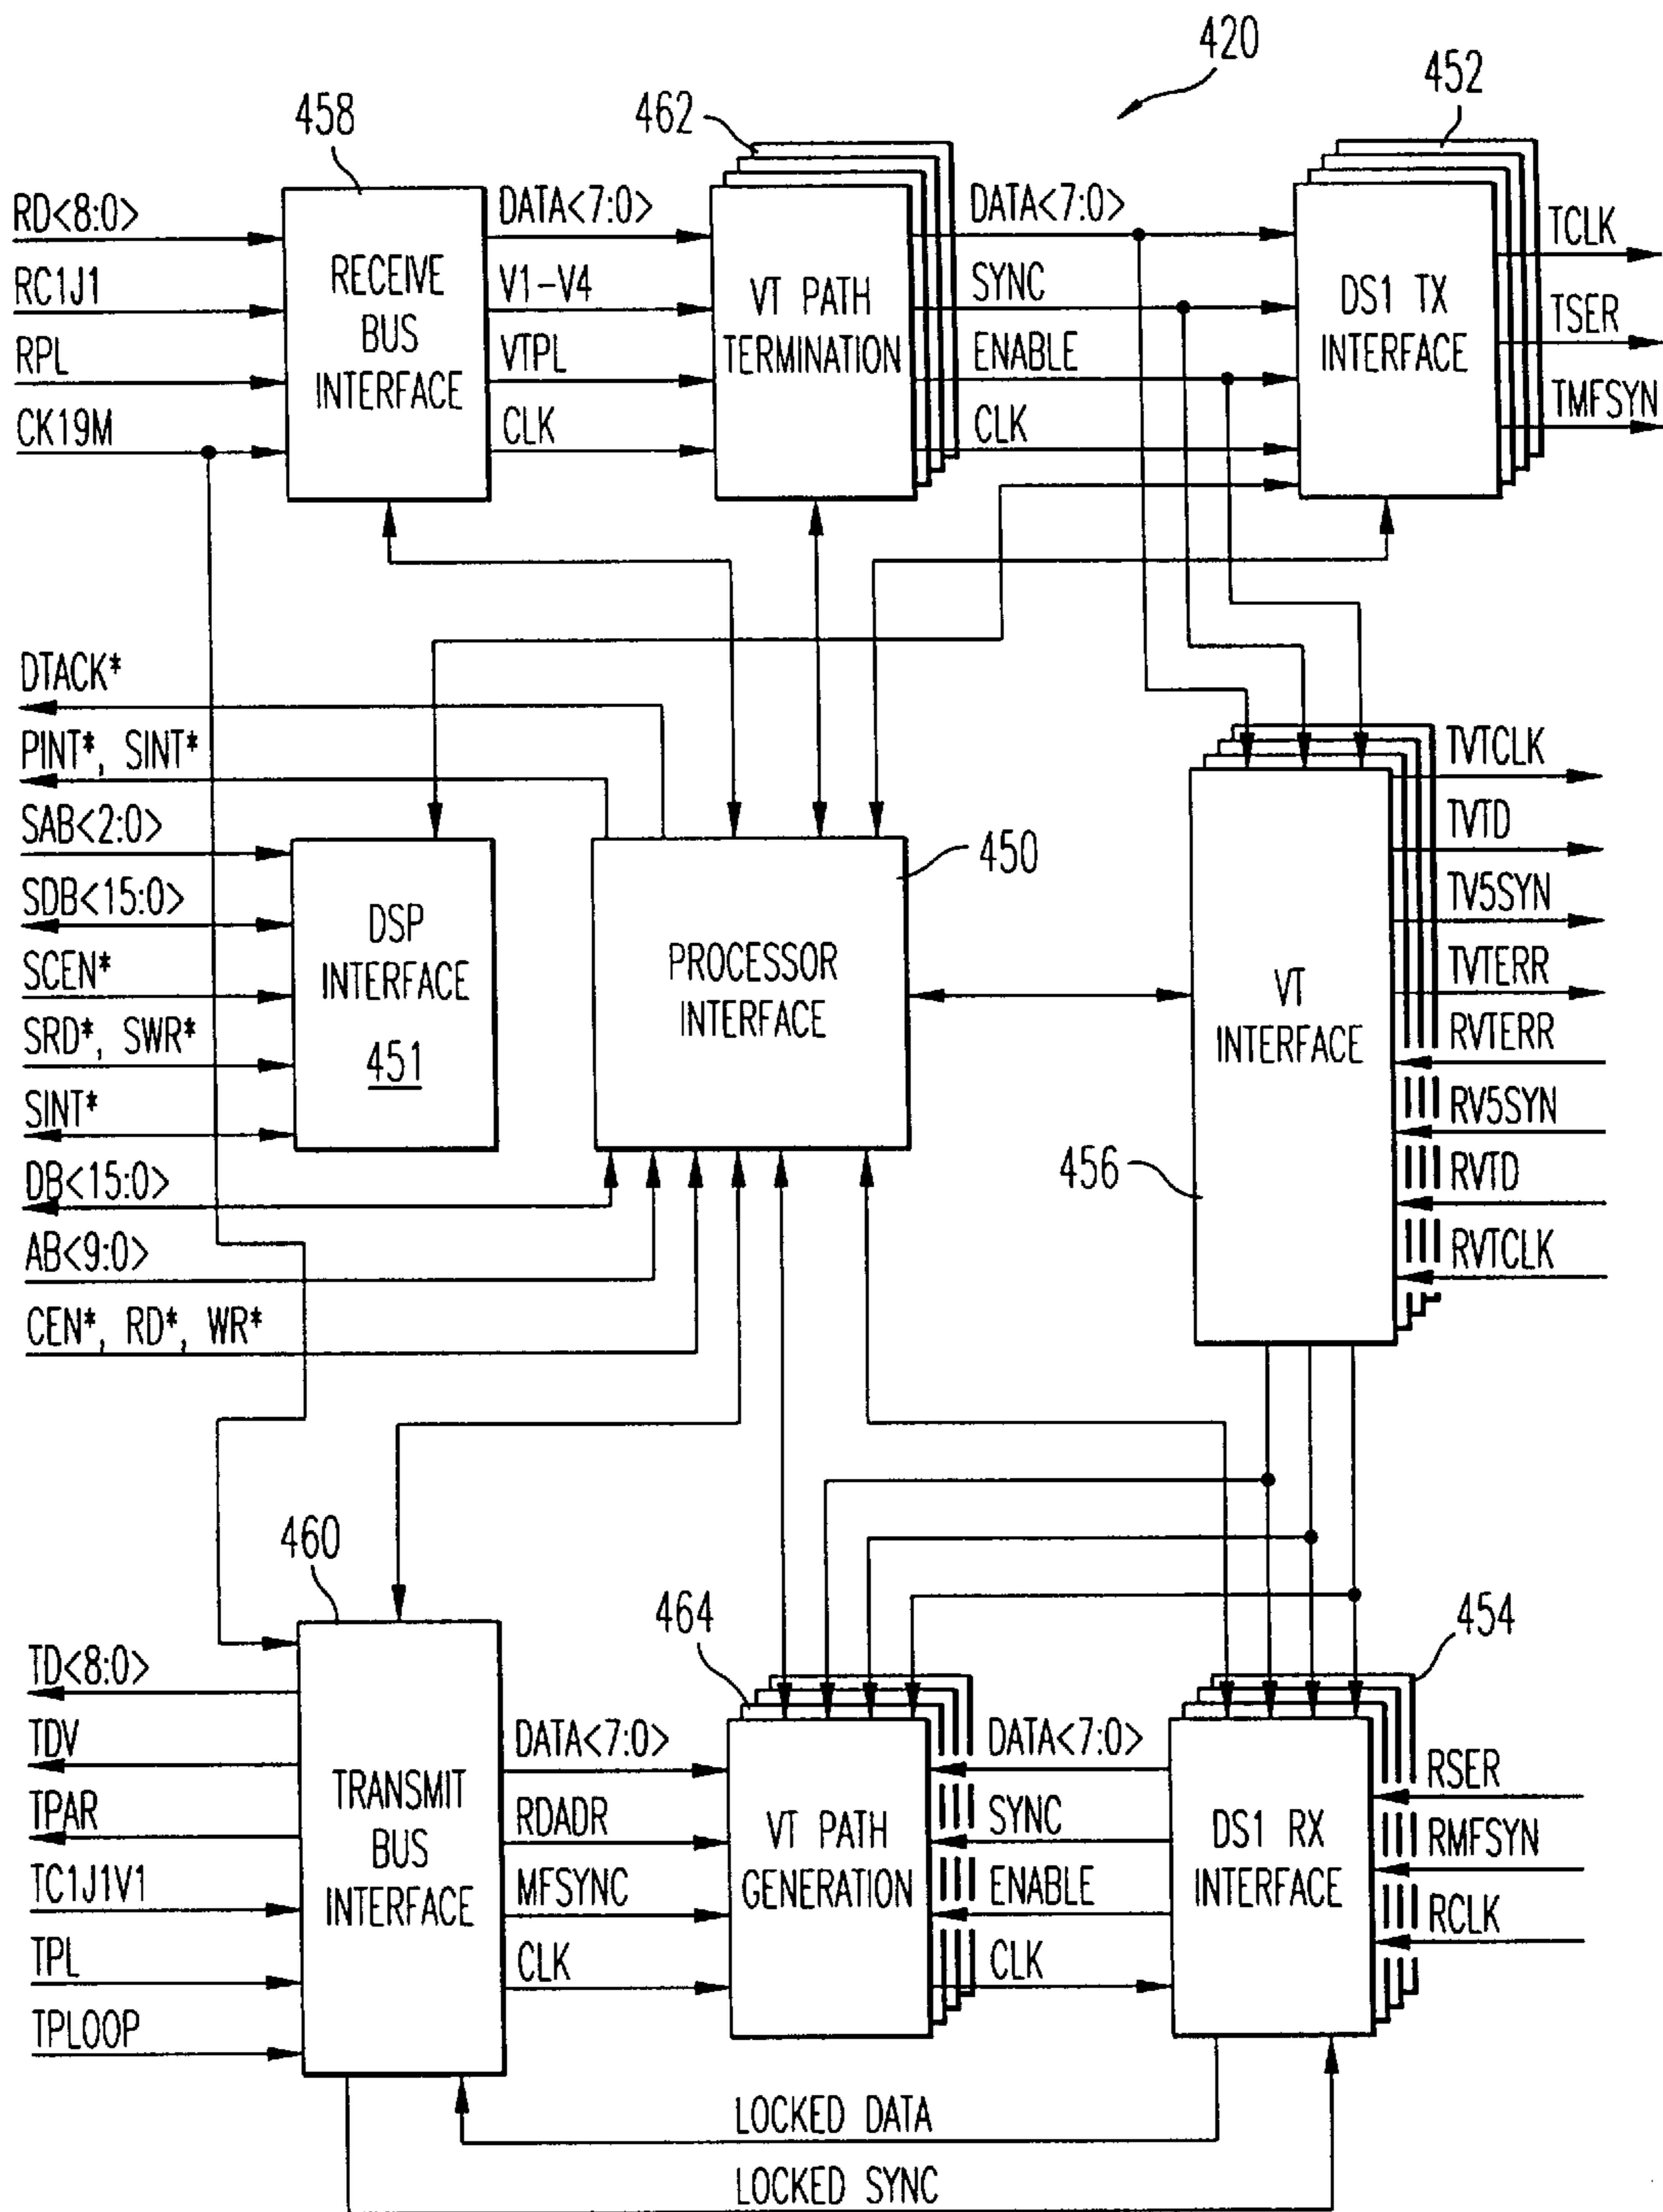 420
452
458
462
RD<8:0>
RC1J1
RPL
CK19M
RECEIVE
BUS
INTERFACE
DATA<7:0>
V1-V4
VTPL
CLK
VT PATH
TERMINATION
DATA<7:0>
SYNC
ENABLE
CLK
DS1 TX
INTERFACE
TCLK
TSER
TMFSYN
DTACK*
PINT*, SINT*
SAB<2:0>
SDB<15:0>
SCEN*
SRD*, SWR*
SINT*
DB<15:0>
AB<9:0>
CEN*, RD*, WR*
DSP
INTERFACE
451
PROCESSOR
INTERFACE
450
VT
INTERFACE
456
TVTCLK
TVTD
TV5SYN
TVTERR
RVTERR
RV5SYN
RVTD
RVTCLK
460
464
454
TD<8:0>
TDV
TPAR
TC1J1V1
TPL
TPLOOP
TRANSMIT
BUS
INTERFACE
DATA<7:0>
RDADR
MFSYNC
CLK
VT PATH
GENERATION
DATA<7:0>
SYNC
ENABLE
CLK
DS1 RX
INTERFACE
RSER
RMFSYN
RCLK
LOCKED DATA
LOCKED SYNC